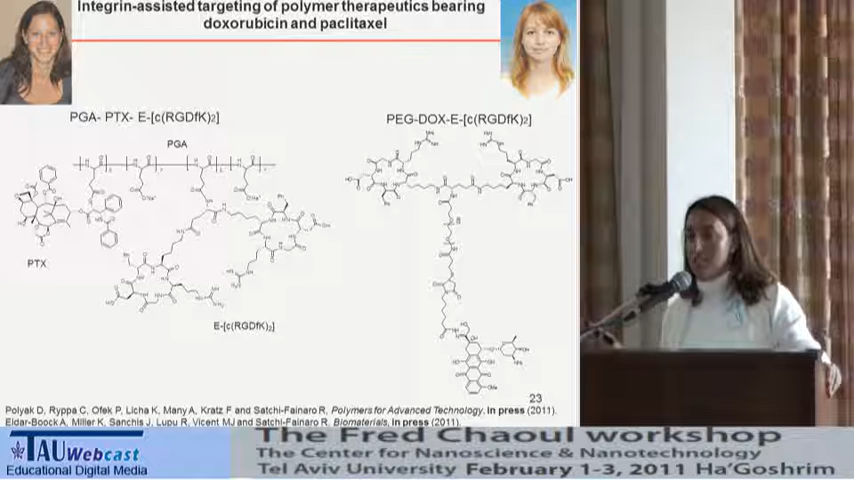 Integrin-assisted targeting of polymer therapeutics bearing
doxorubicin and paclitaxel
PGA- PTX- E-[c(RGDfK)2]
PEG-DOX-E-[c(RGDfK)2]
PGA
PTX
E-[c(RGDfK)2]
23
Polyak D, Ryppa C, Ofek P, Licha K, Many A, Kratz F and Satchi-Fainaro R, Polymers for Advanced Technology, In press (2011).
Eldar-Boock A, Miller K, Sanchis J, Lupu R, Vicent MJ and Satchi-Fainaro R. Biomaterials, In press (2011).
TAU Webcast
Educational Digital Media
The Fred Chaoul workshop
The Center for Nanoscience & Nanotechnology
Tel Aviv University February 1-3, 2011 Ha'Goshrim